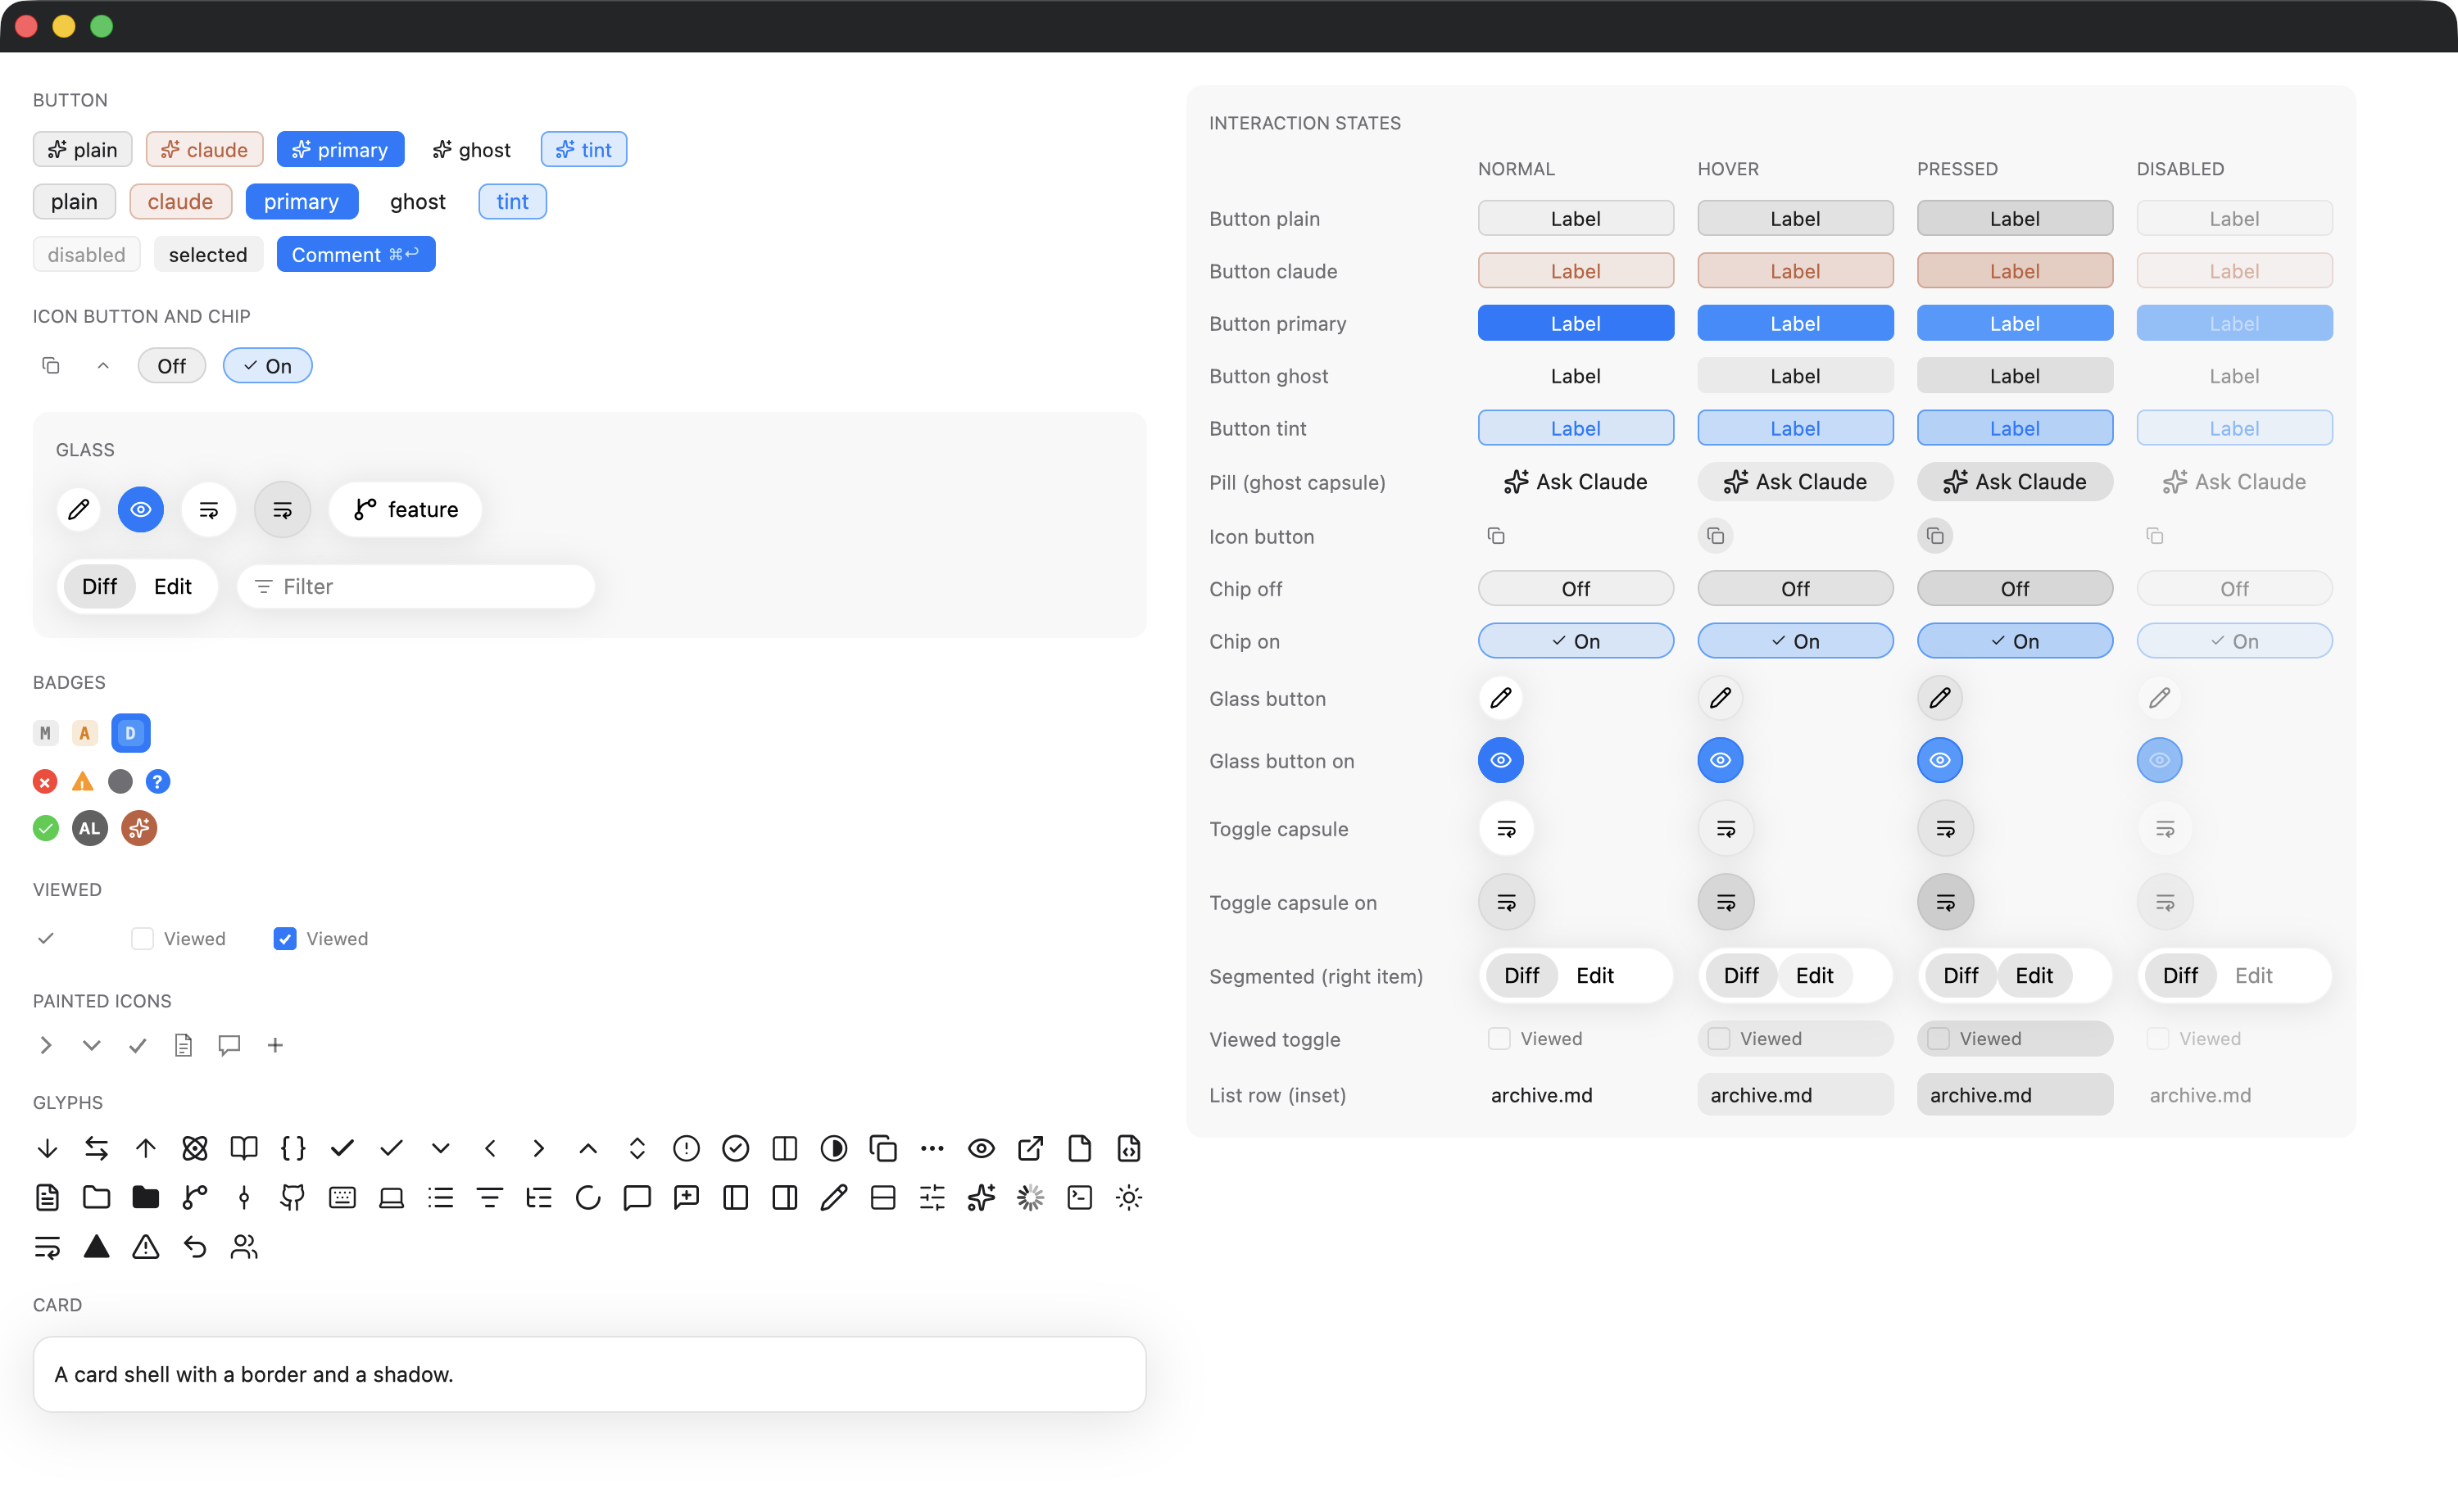 BUTTON
plain claude primary ghost tint
plain claude primary ghost tint
disabled selected Comment ⌘↩
ICON BUTTON AND CHIP
Off ✓ On
GLASS
feature
Diff Edit Filter
BADGES
M A D
?
AL
VIEWED
Viewed Viewed
PAINTED ICONS
GLYPHS
CARD
A card shell with a border and a shadow.
INTERACTION STATES
NORMAL HOVER PRESSED DISABLED
Button plain Label Label Label Label
Button claude Label Label Label Label
Button primary Label Label Label Label
Button ghost Label Label Label Label
Button tint Label Label Label Label
Pill (ghost capsule) Ask Claude Ask Claude Ask Claude Ask Claude
Icon button
Chip off Off Off Off Off
Chip on ✓ On ✓ On ✓ On ✓ On
Glass button
Glass button on
Toggle capsule
Toggle capsule on
Segmented (right item) Diff Edit Diff Edit Diff Edit Diff Edit
Viewed toggle Viewed Viewed Viewed Viewed
List row (inset) archive.md archive.md archive.md archive.md